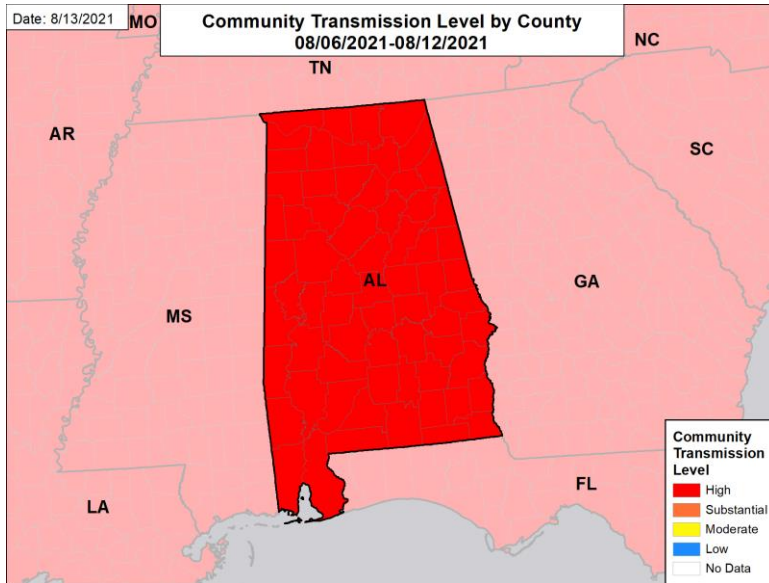 Date: 8/13/2021
Community Transmission Level by County
08/06/2021-08/12/2021
MO
NC
TN
AR
SC
AL
GA
MS
LA
FL
Community
Transmission
Level
High
Substantial
Moderate
Low
No Data